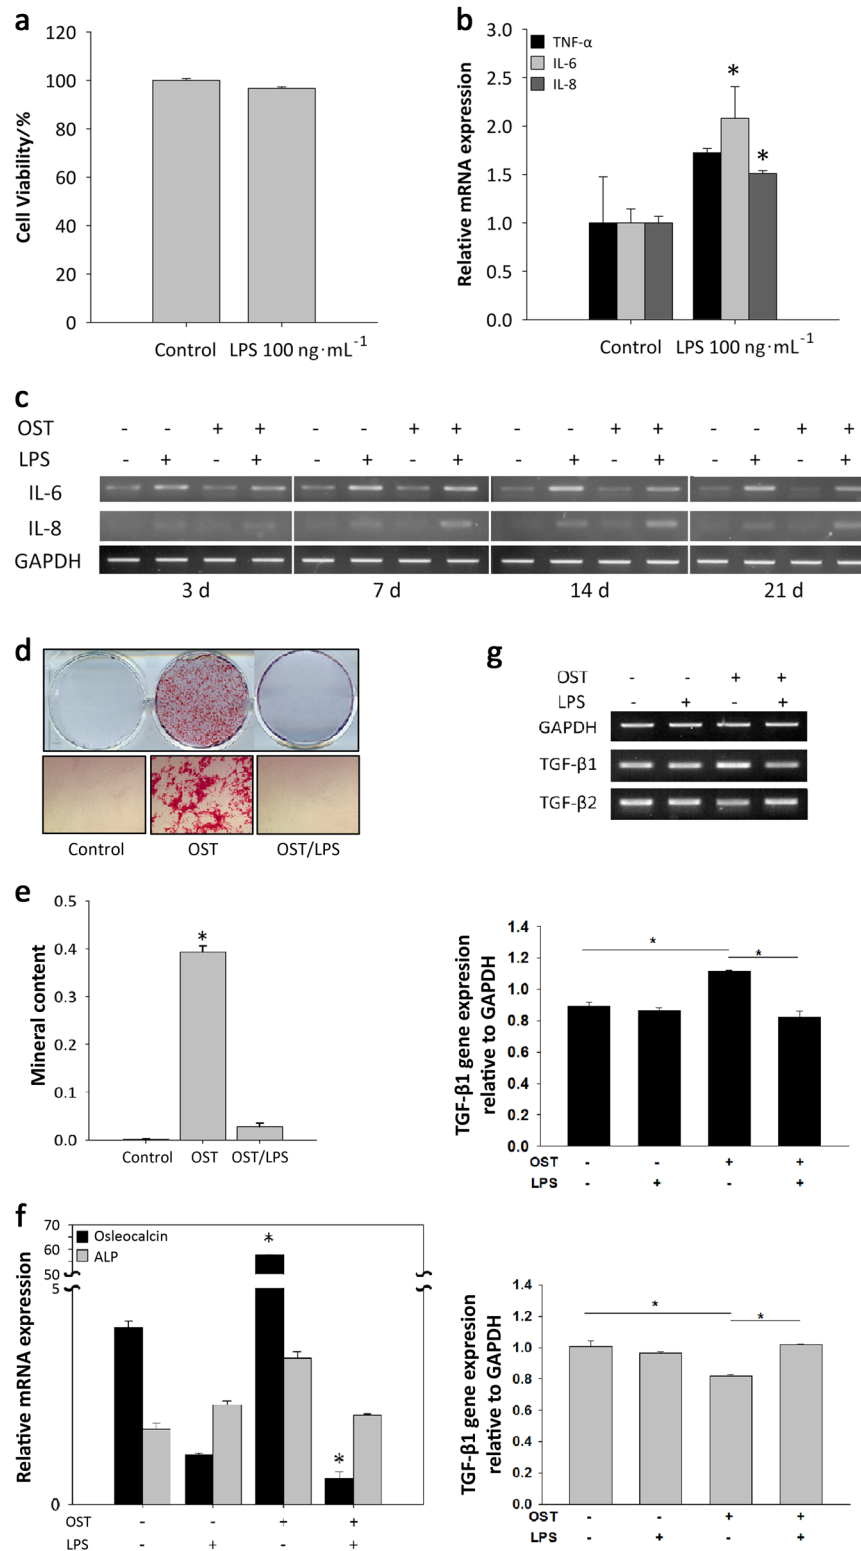 a
120
100
80
60
40
20
0
Cell Viability/%
Control LPS 100 ng·mL-1
b
3.0
2.5
2.0
1.5
1.0
0.5
0.0
Relative mRNA expression
TNF-α
IL-6
IL-8
*
*
Control LPS 100 ng·mL-1
c
OST - - + + - - + + - - + + - - + +
LPS - + - + - + - + - + - + - + - +
IL-6
IL-8
GAPDH
3 d 7 d 14 d 21 d
d
Control OST OST/LPS
g
OST - - + +
LPS - + - +
GAPDH
TGF-β1
TGF-β2
e
0.5
0.4
0.3
0.2
0.1
0.0
Mineral content
*
Control OST OST/LPS
1.4
1.2
1.0
0.8
0.6
0.4
0.2
0.0
TGF-β1 gene expresion
relative to GAPDH
* *
OST - - + +
LPS - + - +
f
70
60
50
5
0
Relative mRNA expression
Osleocalcin
ALP
*
*
OST - - + +
LPS - + - +
1.4
1.2
1.0
0.8
0.6
0.4
0.2
0.0
TGF-β1 gene expresion
relative to GAPDH
* *
OST - - + +
LPS - + - +